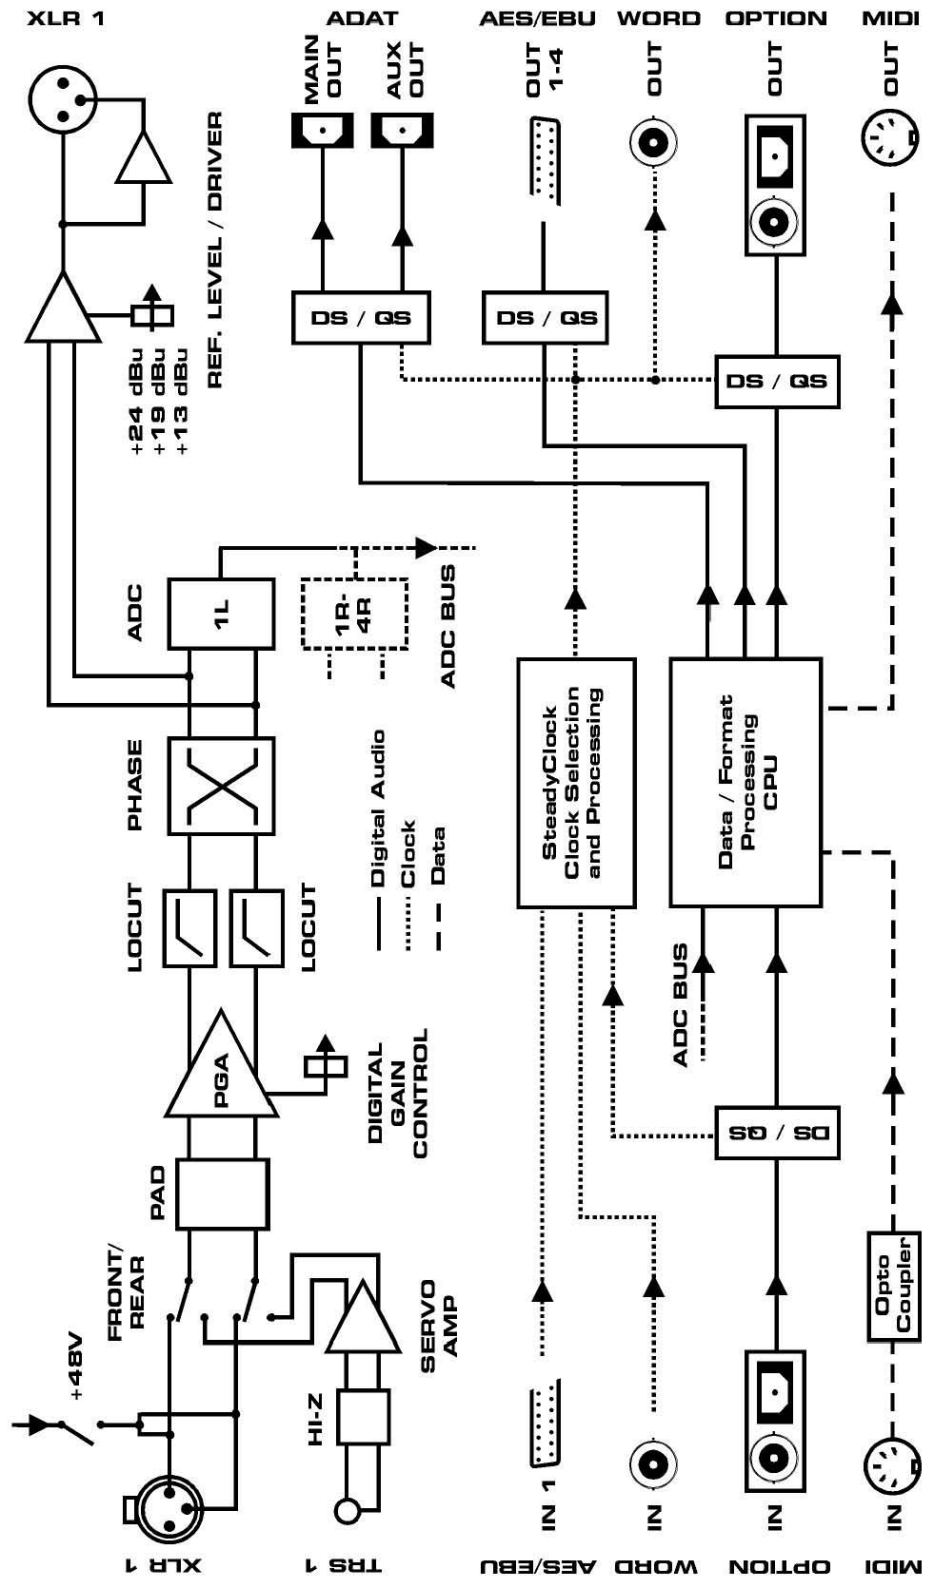 XLR 1
ADAT
AES/EBU
WORD
OPTION
MIDI
MAIN
OUT
AUX
OUT
OUT
1-4
OUT
OUT
OUT
REF. LEVEL / DRIVER
+24 dBu
+19 dBu
+13 dBu
DS / QS
DS / QS
DS / QS
ADC
1L
1R-
4R
ADC BUS
PHASE
SteadyClock
Clock Selection
and Processing
Data / Format
Processing
CPU
Digital Audio
Clock
Data
LOCUT
LOCUT
ADC BUS
PGA
DIGITAL
GAIN
CONTROL
DS / QS
PAD
FRONT/
REAR
Opto
Coupler
+48V
SERVO
AMP
HI-Z
IN 1
IN
IN
IN
XLR 1
TRS 1
AES/EBU
WORD
OPTION
MIDI